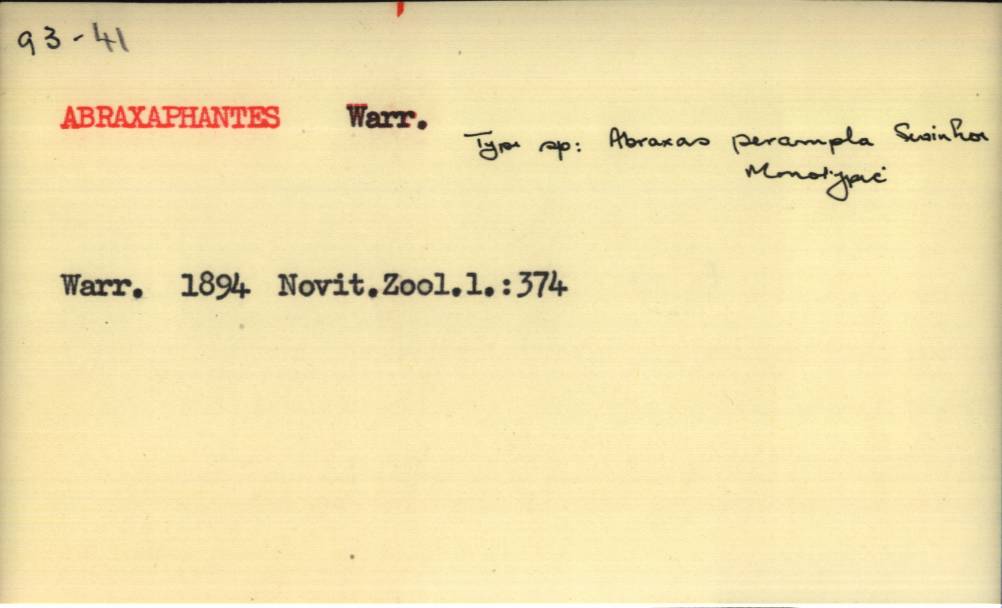 93-41
ABRAXAPHANTES Warr.
Type sp: Abraxas perampla Swinhoe
Monotypic
Warr. 1894 Novit.Zool.1.:374